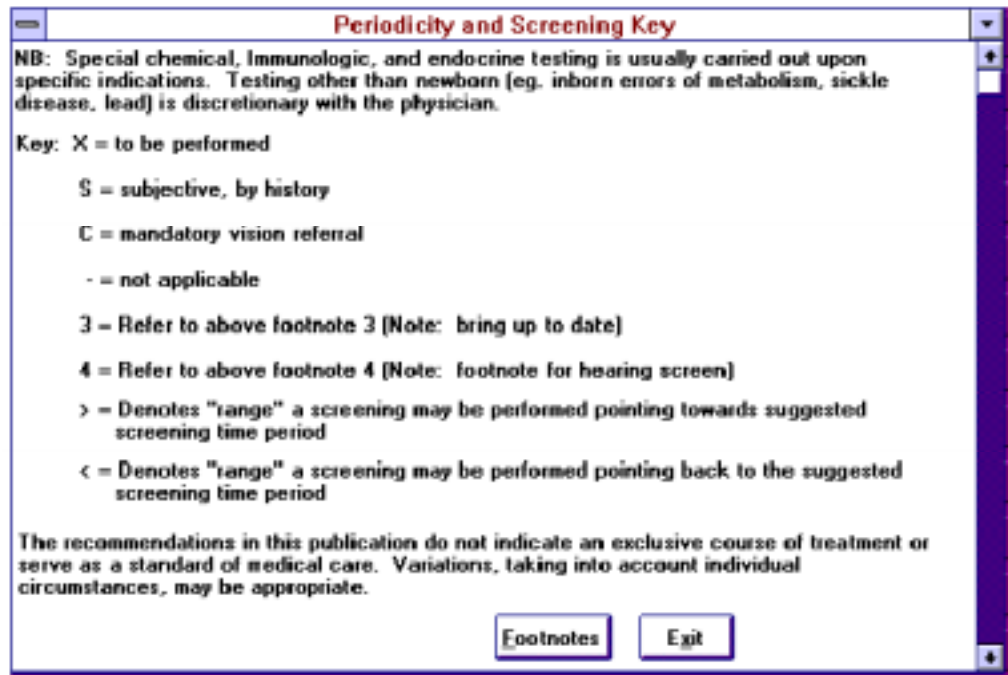 Periodicity and Screening Key
NB: Special chemical, Immunologic, and endocrine testing is usually carried out upon
specific indications. Testing other than newborn (eg. inborn errors of metabolism, sickle
disease, lead) is discretionary with the physician.
Key: X = to be performed
S = subjective, by history
C = mandatory vision referral
- = not applicable
3 = Refer to above footnote 3 (Note: bring up to date)
4 = Refer to above footnote 4 (Note: footnote for hearing screen)
> = Denotes "range" a screening may be performed pointing towards suggested
screening time period
< = Denotes "range" a screening may be performed pointing back to the suggested
screening time period
The recommendations in this publication do not indicate an exclusive course of treatment or
serve as a standard of medical care. Variations, taking into account individual
circumstances, may be appropriate.
Footnotes Exit